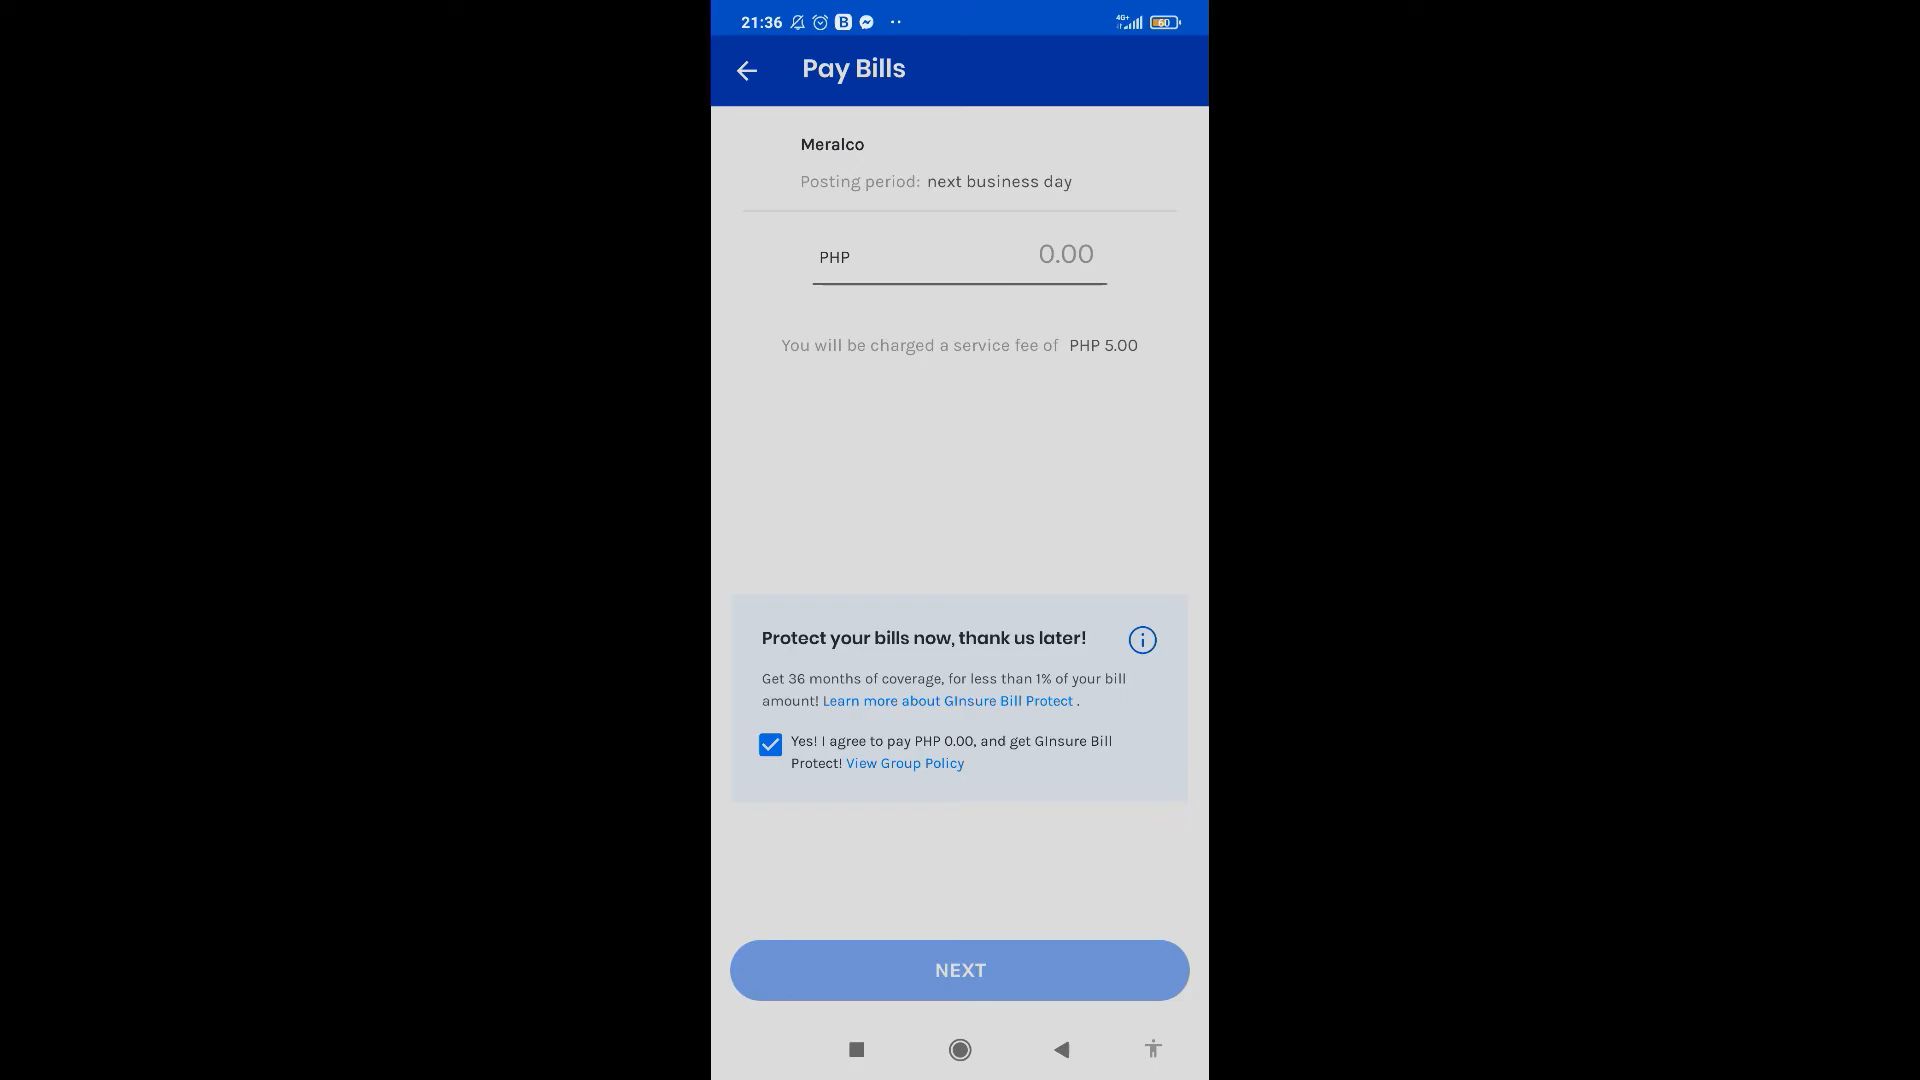 21:36
B
4G+
60
Pay Bills
Meralco
Posting period: next business day
PHP 0.00
You will be charged a service fee of PHP 5.00
Protect your bills now, thank us later!
Get 36 months of coverage, for less than 1% of your bill
amount! Learn more about GInsure Bill Protect .
Yes! I agree to pay PHP 0.00, and get GInsure Bill
Protect! View Group Policy
NEXT